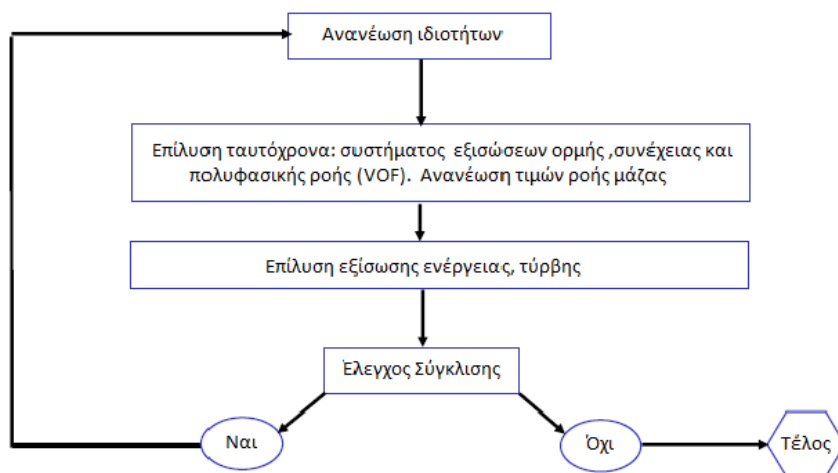 Ανανέωση ιδιοτήτων
Επίλυση ταυτόχρονα: συστήματος εξισώσεων ορμής ,συνέχειας και
πολυφασικής ροής (VOF). Ανανέωση τιμών ροής μάζας
Επίλυση εξίσωσης ενέργειας, τύρβης
Έλεγχος Σύγκλισης
Ναι
Όχι
Τέλος